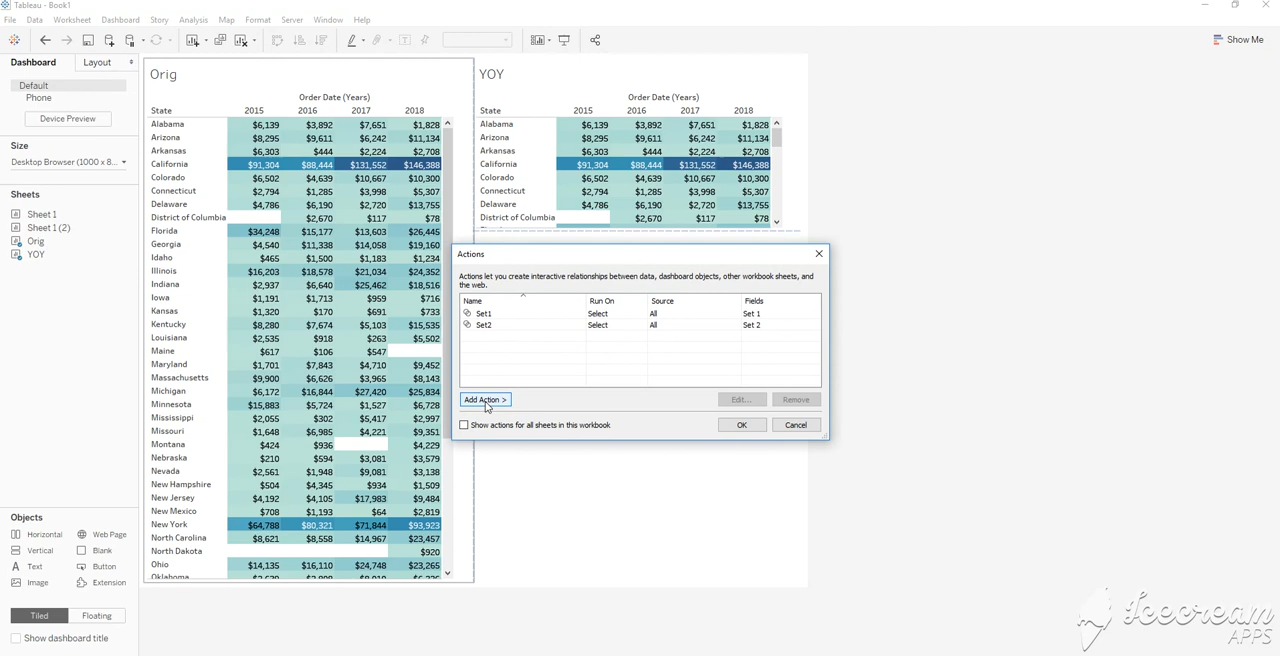 Tableau - Book1
File Data Worksheet Dashboard Story Analysis Map Format Server Window Help
Show Me
Dashboard Layout
Default
Phone
Device Preview
Size
Desktop Browser (1000 x 8...
Sheets
Sheet 1
Sheet 1 (2)
Orig
YOY
Objects
Horizontal Web Page
Vertical Blank
Text Button
Image Extension
Tiled Floating
Show dashboard title
Orig
Order Date (Years)
State 2015 2016 2017 2018
Alabama $6,139 $3,892 $7,651 $1,828
Arizona $8,295 $9,611 $6,242 $11,134
Arkansas $6,303 $444 $2,224 $2,708
California $91,304 $88,444 $131,552 $146,388
Colorado $6,502 $4,639 $10,667 $10,300
Connecticut $2,794 $1,285 $3,998 $5,307
Delaware $4,786 $6,190 $2,720 $13,755
District of Columbia $2,670 $117 $78
Florida $34,248 $15,177 $13,603 $26,445
Georgia $4,540 $11,338 $14,058 $19,160
Idaho $465 $1,500 $1,183 $1,234
Illinois $16,203 $18,578 $21,034 $24,352
Indiana $2,937 $6,640 $25,462 $18,516
Iowa $1,191 $1,713 $959 $716
Kansas $1,320 $170 $691 $733
Kentucky $8,280 $7,674 $5,103 $15,535
Louisiana $2,535 $918 $263 $5,502
Maine $617 $106 $547
Maryland $1,701 $7,843 $4,710 $9,452
Massachusetts $9,900 $6,626 $3,965 $8,143
Michigan $6,172 $16,844 $27,420 $25,834
Minnesota $15,883 $5,724 $1,527 $6,728
Mississippi $2,055 $302 $5,417 $2,997
Missouri $1,648 $6,985 $4,221 $9,351
Montana $424 $936 $4,229
Nebraska $210 $594 $3,081 $3,579
Nevada $2,561 $1,948 $9,081 $3,138
New Hampshire $504 $4,345 $934 $1,509
New Jersey $4,192 $4,105 $17,983 $9,484
New Mexico $708 $1,193 $64 $2,819
New York $64,788 $80,321 $71,844 $93,923
North Carolina $8,621 $8,558 $14,967 $23,457
North Dakota $920
Ohio $14,135 $16,110 $24,748 $23,265
Oklahoma
YOY
Order Date (Years)
State 2015 2016 2017 2018
Alabama $6,139 $3,892 $7,651 $1,828
Arizona $8,295 $9,611 $6,242 $11,134
Arkansas $6,303 $444 $2,224 $2,708
California $91,304 $88,444 $131,552 $146,388
Colorado $6,502 $4,639 $10,667 $10,300
Connecticut $2,794 $1,285 $3,998 $5,307
Delaware $4,786 $6,190 $2,720 $13,755
District of Columbia $2,670 $117 $78
Actions
Actions let you create interactive relationships between data, dashboard objects, other workbook sheets, and
the web.
Name Run On Source Fields
Set1 Select All Set 1
Set2 Select All Set 2
Add Action > Edit... Remove
Show actions for all sheets in this workbook OK Cancel
Icecream
APPS